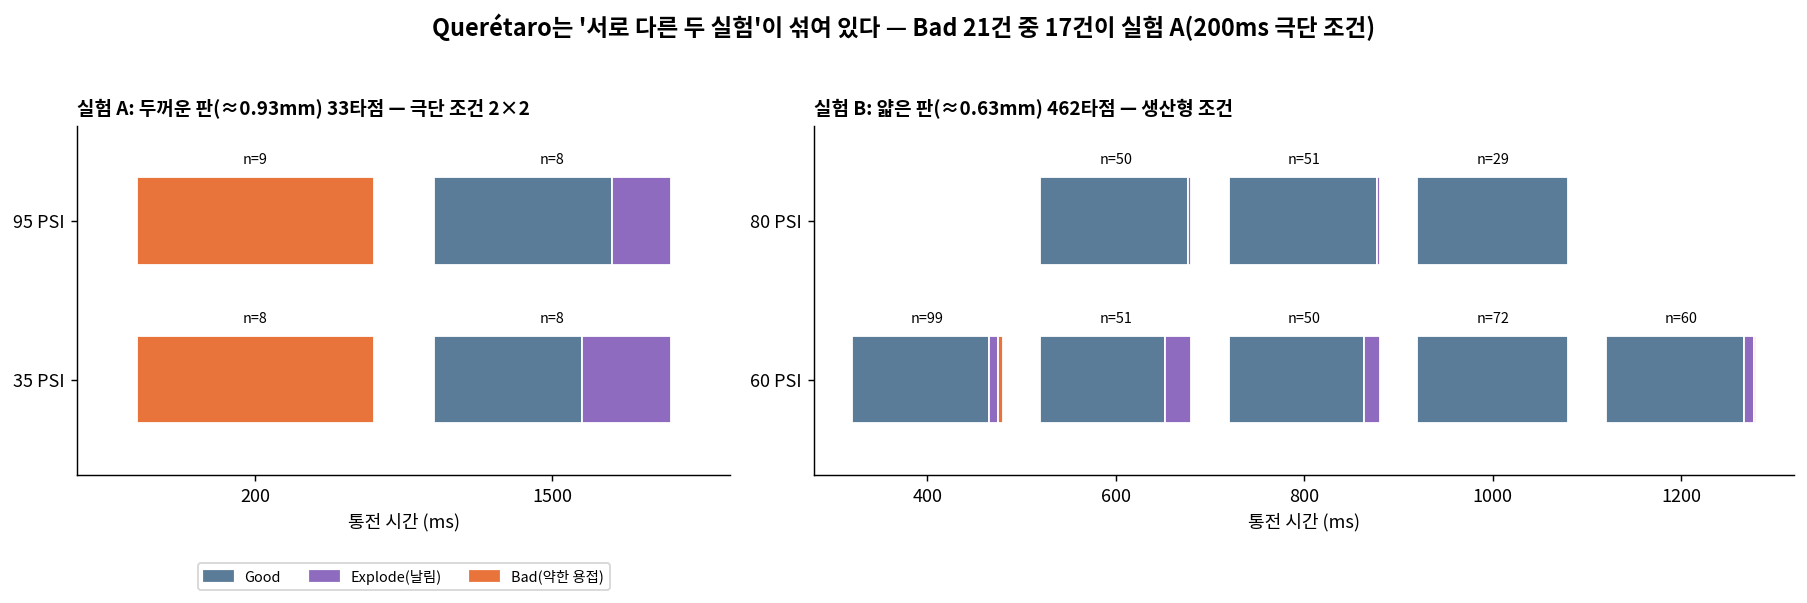 Querétaro는 '서로 다른 두 실험'이 섞여 있다 — Bad 21건 중 17건이 실험 A(200ms 극단 조건)
실험 A: 두꺼운 판(≈0.93mm) 33타점 — 극단 조건 2×2
n=9
n=8
95 PSI
n=8
n=8
35 PSI
200
1500
통전 시간 (ms)
Good
Explode(날림)
Bad(약한 용접)
실험 B: 얇은 판(≈0.63mm) 462타점 — 생산형 조건
n=50
n=51
n=29
80 PSI
n=99
n=51
n=50
n=72
n=60
60 PSI
400
600
800
1000
1200
통전 시간 (ms)